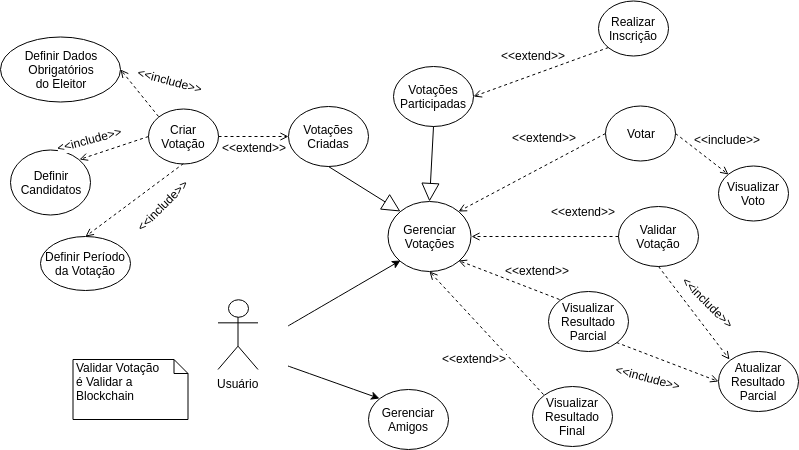 Realizar
Inscrição
<<extend>>
Definir Dados
Obrigatórios
do Eleitor
<<include>>
Votações
Participadas
Criar
Votação
<<extend>>
Votações
Criadas
<<include>>
Definir
Candidatos
<<include>>
Definir Período
da Votação
<<extend>>
Votar
<<include>>
Visualizar
Voto
Gerenciar
Votações
<<extend>>
Validar
Votação
<<extend>>
<<include>>
Visualizar
Resultado
Parcial
<<include>>
Atualizar
Resultado
Parcial
<<extend>>
Visualizar
Resultado
Final
Usuário
Gerenciar
Amigos
Validar Votação
é Validar a
Blockchain